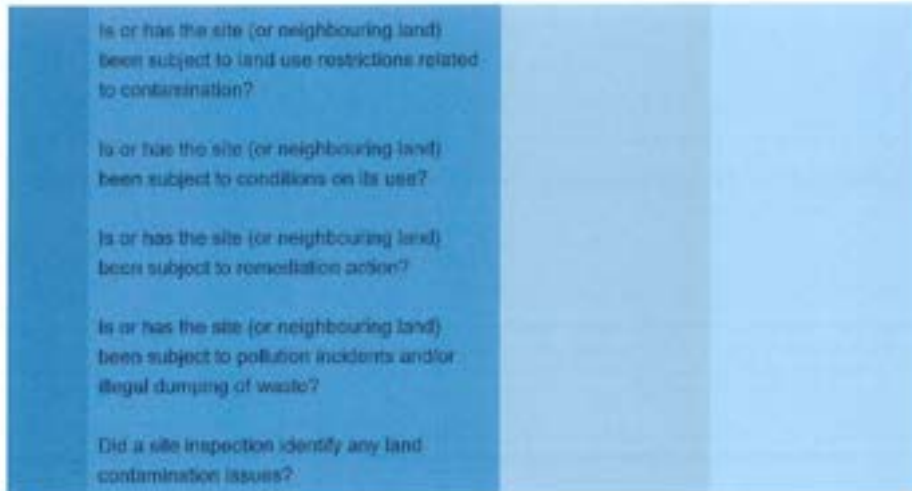 Is or has the site (or neighbouring land)
been subject to land use restrictions related
to contamination?
Is or has the site (or neighbouring land)
been subject to conditions on its use?
Is or has the site (or neighbouring land)
been subject to remediation action?
Is or has the site (or neighbouring land)
been subject to pollution incidents and/or
illegal dumping of waste?
Did a site inspection identify any land
contamination issues?